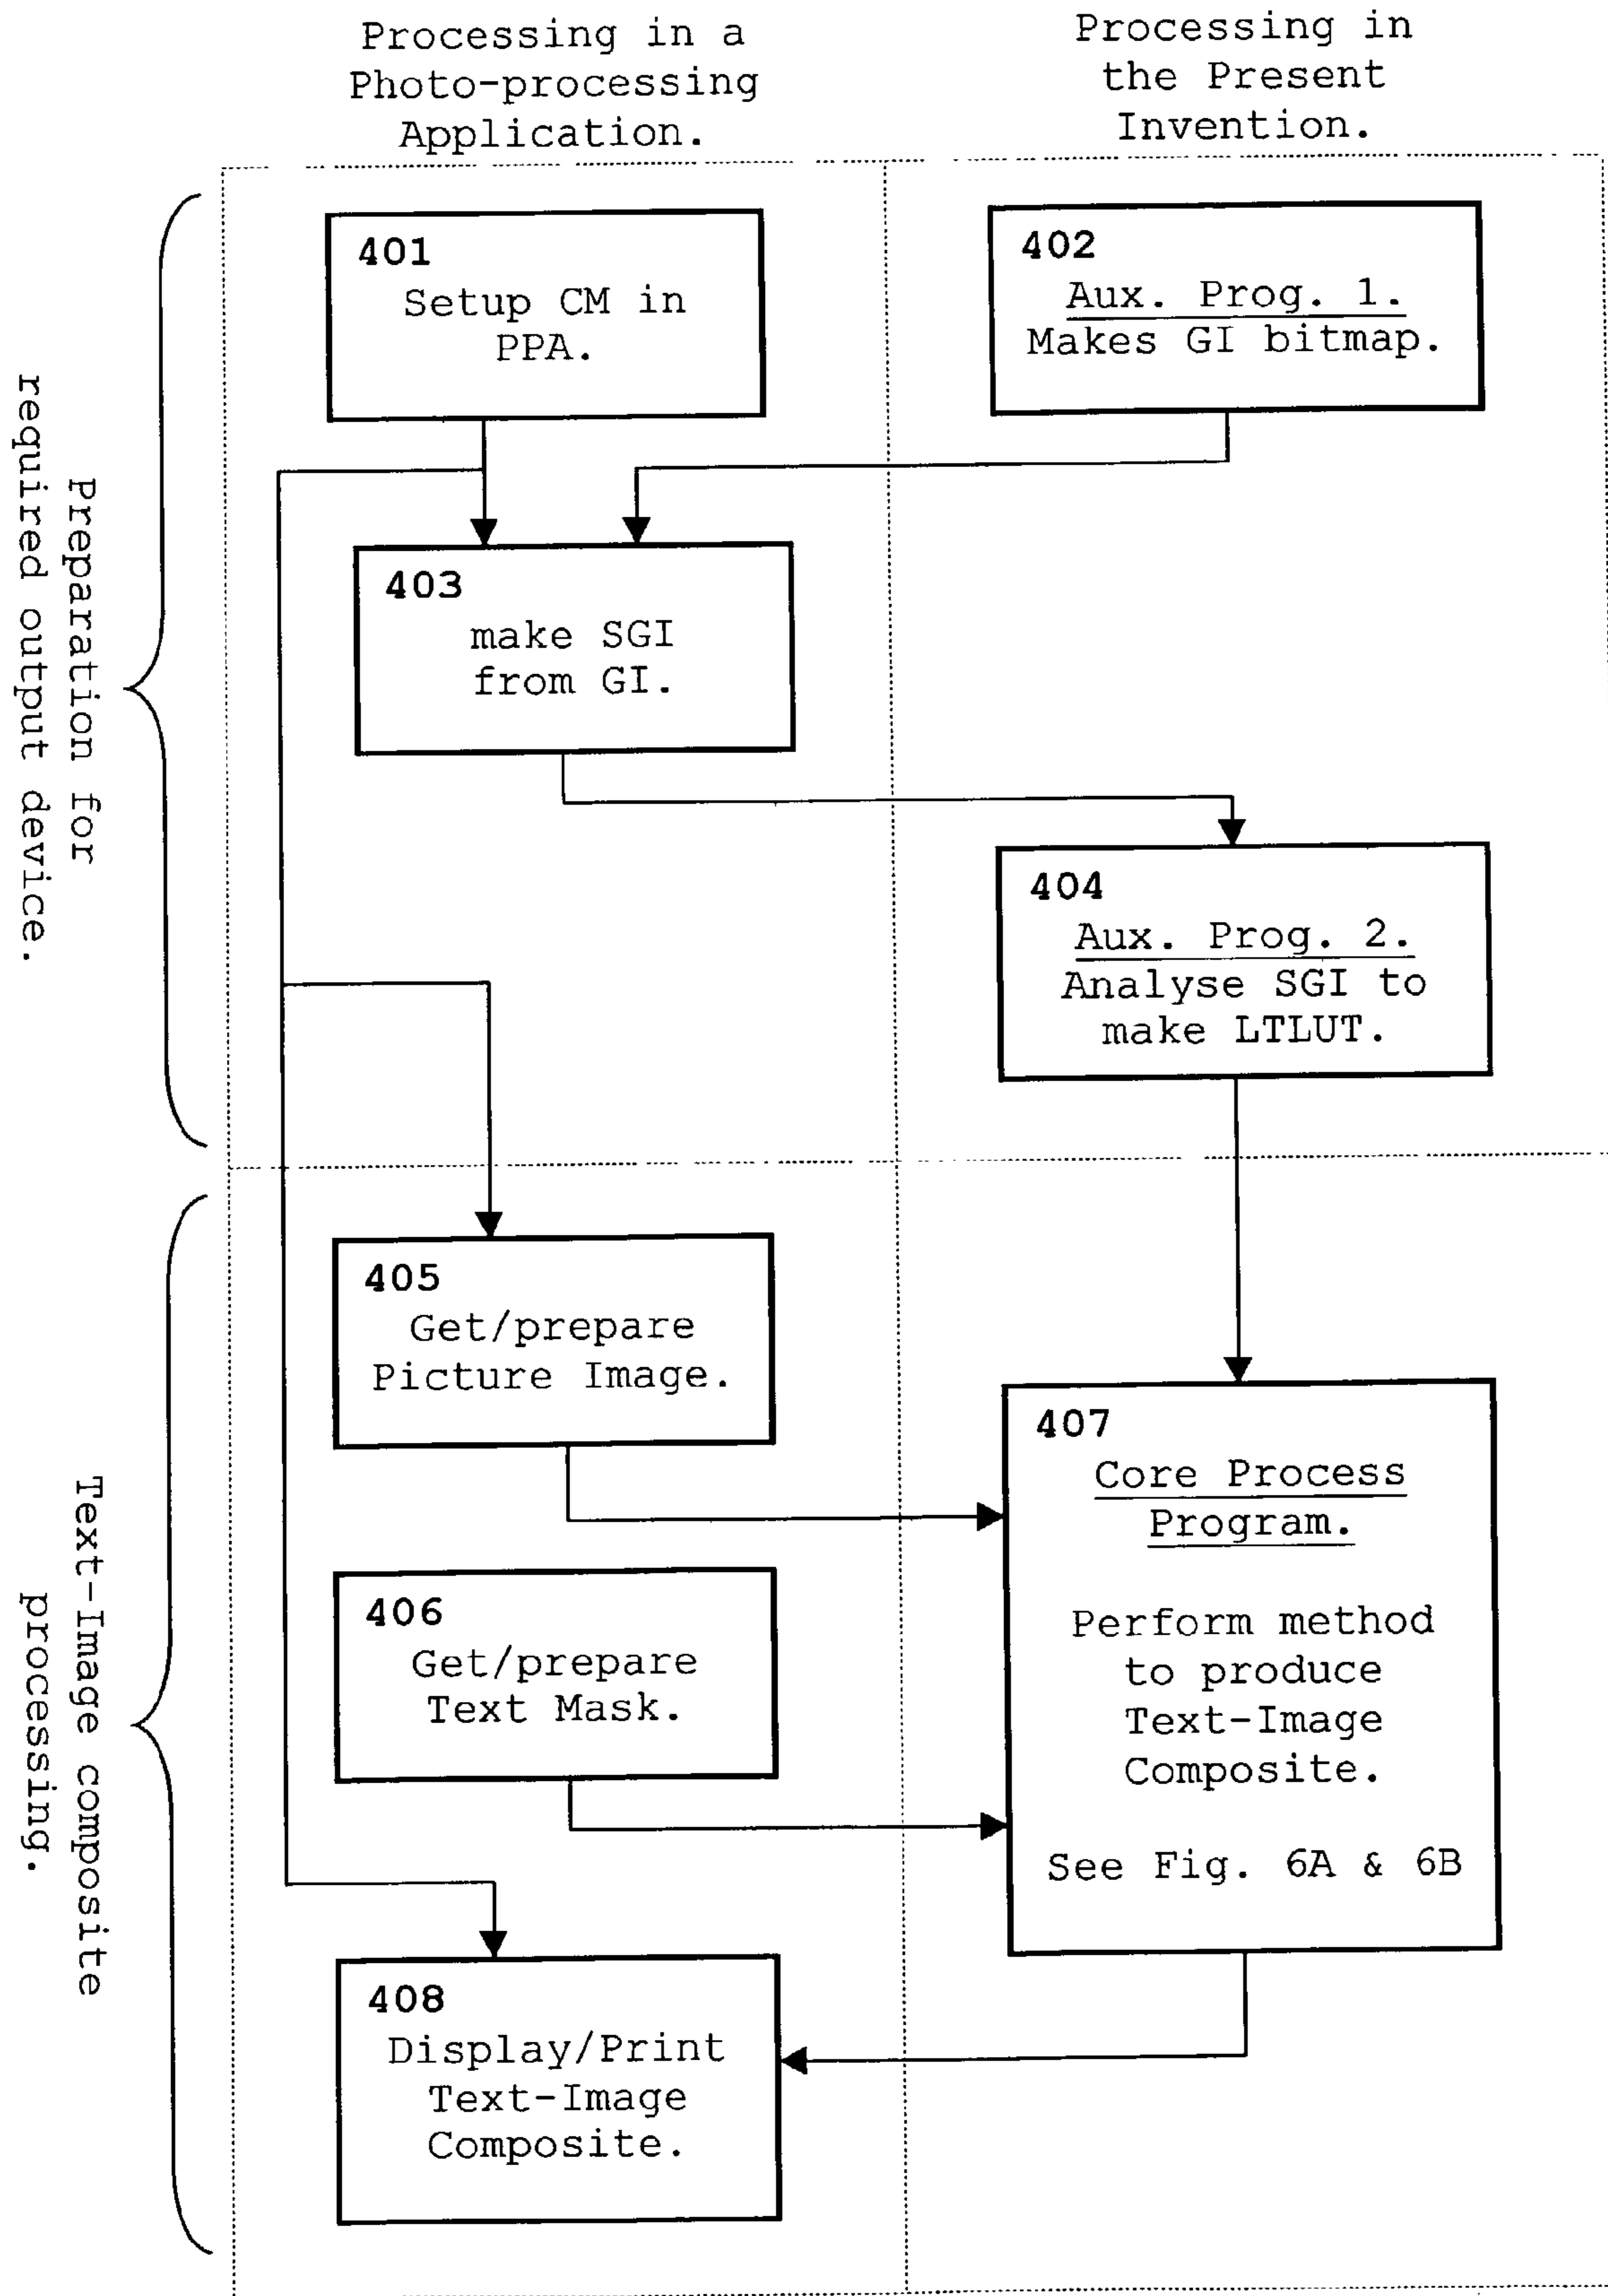 Processing in a
Photo-processing
Application.
Processing in
the Present
Invention.
Preparation for
required output device.
401
Setup CM in
PPA.
402
Aux. Prog. 1.
Makes GI bitmap.
403
make SGI
from GI.
404
Aux. Prog. 2.
Analyse SGI to
make LTLUT.
Text-Image composite
processing.
405
Get/prepare
Picture Image.
406
Get/prepare
Text Mask.
407
Core Process
Program.
Perform method
to produce
Text-Image
Composite.
See Fig. 6A & 6B
408
Display/Print
Text-Image
Composite.